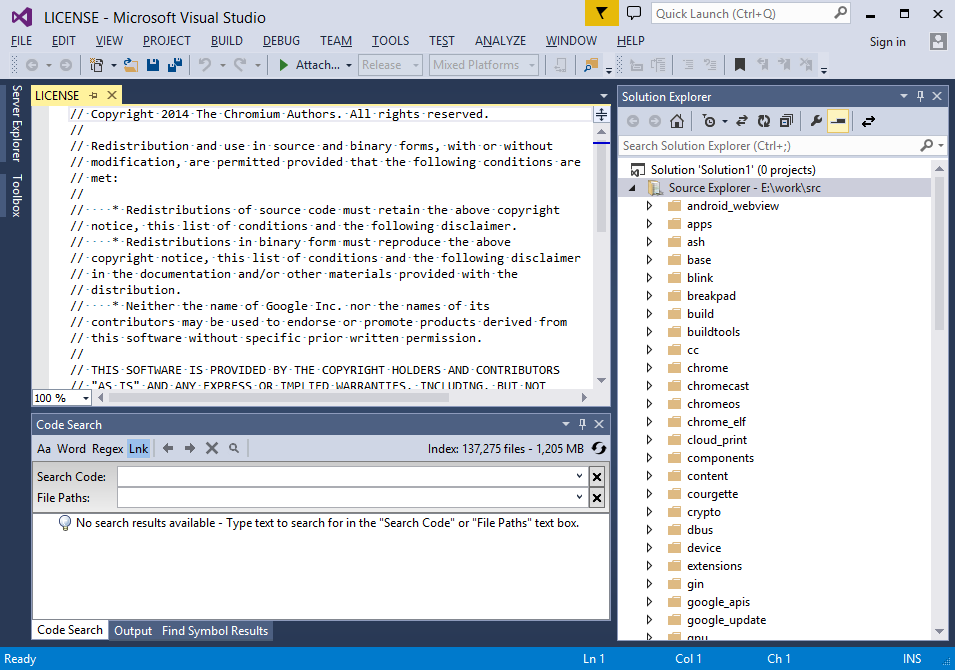 LICENSE - Microsoft Visual Studio
Quick Launch (Ctrl+Q)
FILE EDIT VIEW PROJECT BUILD DEBUG TEAM TOOLS TEST ANALYZE WINDOW HELP
Sign in
Attach... Release Mixed Platforms
Server Explorer
Toolbox
LICENSE
//·Copyright·2014·The·Chromium·Authors.·All·rights·reserved.
//
//·Redistribution·and·use·in·source·and·binary·forms,·with·or·without
//·modification,·are·permitted·provided·that·the·following·conditions·are
//·met:
//
//····*·Redistributions·of·source·code·must·retain·the·above·copyright
//·notice,·this·list·of·conditions·and·the·following·disclaimer.
//····*·Redistributions·in·binary·form·must·reproduce·the·above
//·copyright·notice,·this·list·of·conditions·and·the·following·disclaimer
//·in·the·documentation·and/or·other·materials·provided·with·the
//·distribution.
//····*·Neither·the·name·of·Google·Inc.·nor·the·names·of·its
//·contributors·may·be·used·to·endorse·or·promote·products·derived·from
//·this·software·without·specific·prior·written·permission.
//
//·THIS·SOFTWARE·IS·PROVIDED·BY·THE·COPYRIGHT·HOLDERS·AND·CONTRIBUTORS
//·"AS·IS"·AND·ANY·EXPRESS·OR·IMPLIED·WARRANTIES,·INCLUDING,·BUT·NOT
100 %
Code Search
Aa Word Regex Lnk
Index: 137,275 files - 1,205 MB
Search Code:
File Paths:
No search results available - Type text to search for in the "Search Code" or "File Paths" text box.
Code Search Output Find Symbol Results
Solution Explorer
Search Solution Explorer (Ctrl+;)
Solution 'Solution1' (0 projects)
Source Explorer - E:\work\src
android_webview
apps
ash
base
blink
breakpad
build
buildtools
cc
chrome
chromecast
chromeos
chrome_elf
cloud_print
components
content
courgette
crypto
dbus
device
extensions
gin
google_apis
google_update
gpu
Ready
Ln 1 Col 1 Ch 1 INS